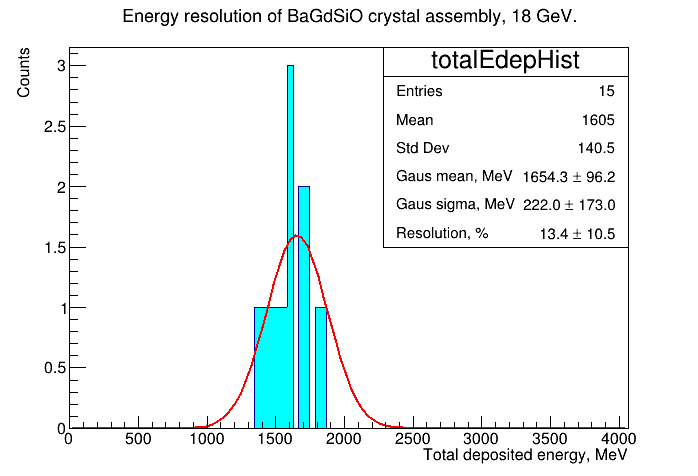 Energy resolution of BaGdSiO crystal assembly, 18 GeV.
Counts
totalEdepHist
Entries 15
Mean 1605
Std Dev 140.5
Gaus mean, MeV 1654.3 ± 96.2
Gaus sigma, MeV 222.0 ± 173.0
Resolution, % 13.4 ± 10.5
3
2.5
2
1.5
1
0.5
0
0 500 1000 1500 2000 2500 3000 3500 4000
Total deposited energy, MeV